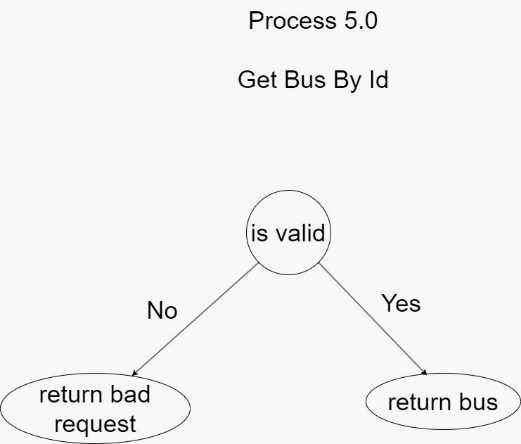 Process 5.0
Get Bus By Id
is valid
No
Yes
return bad
request
return bus